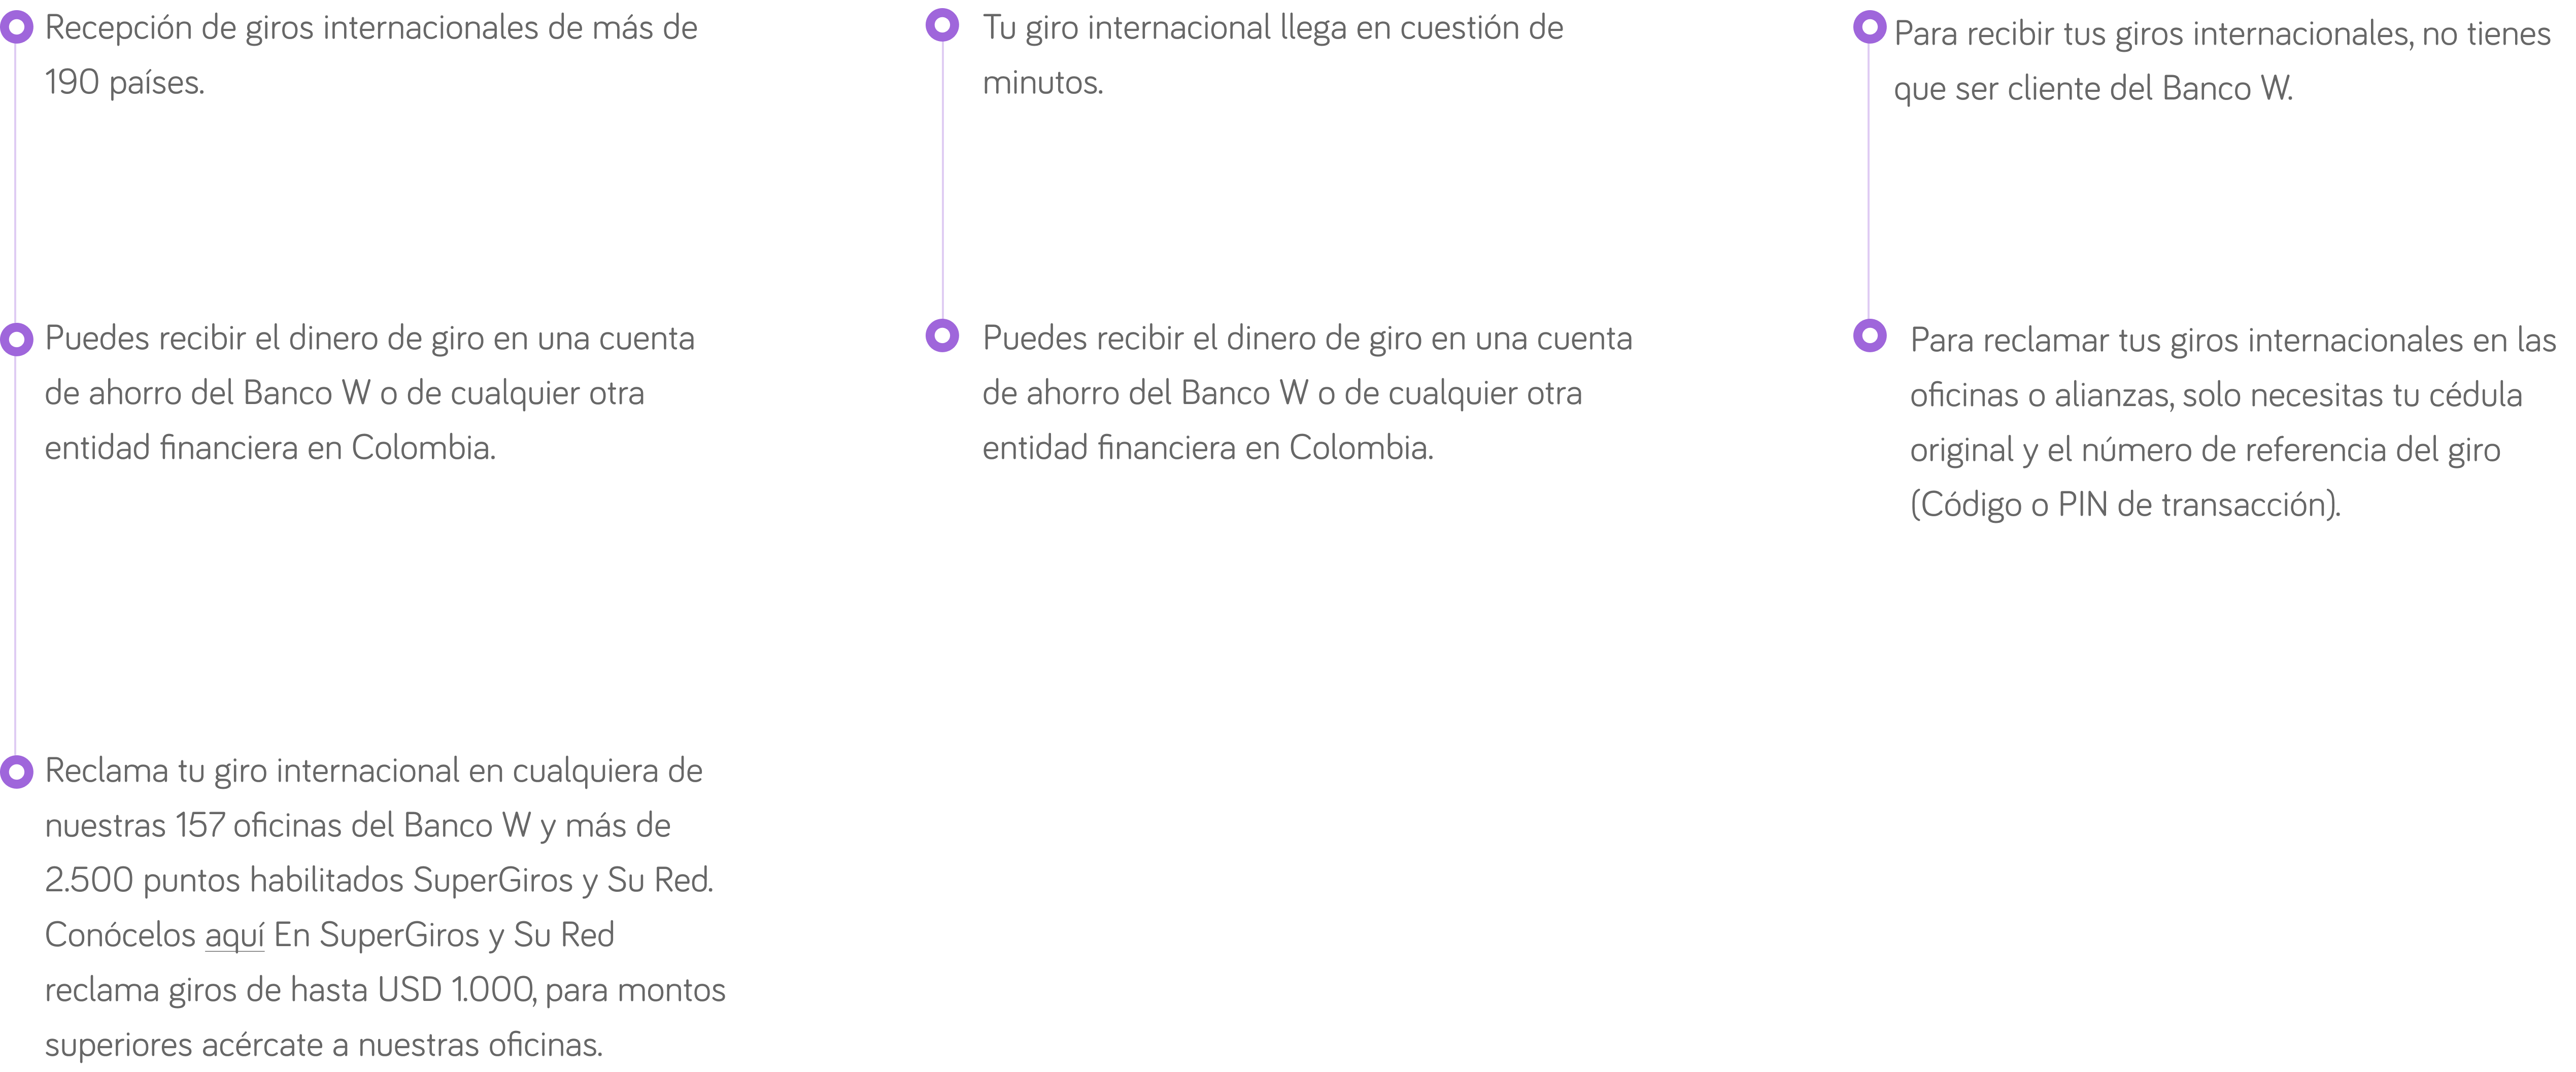 Recepción de giros internacionales de más de
190 países.
Puedes recibir el dinero de giro en una cuenta
de ahorro del Banco W o de cualquier otra
entidad financiera en Colombia.
Reclama tu giro internacional en cualquiera de
nuestras 157 oficinas del Banco W y más de
2.500 puntos habilitados SuperGiros y Su Red.
Conócelos aquí En SuperGiros y Su Red
reclama giros de hasta USD 1.000, para montos
superiores acércate a nuestras oficinas.
Tu giro internacional llega en cuestión de
minutos.
Puedes recibir el dinero de giro en una cuenta
de ahorro del Banco W o de cualquier otra
entidad financiera en Colombia.
Para recibir tus giros internacionales, no tienes
que ser cliente del Banco W.
Para reclamar tus giros internacionales en las
oficinas o alianzas, solo necesitas tu cédula
original y el número de referencia del giro
(Código o PIN de transacción).